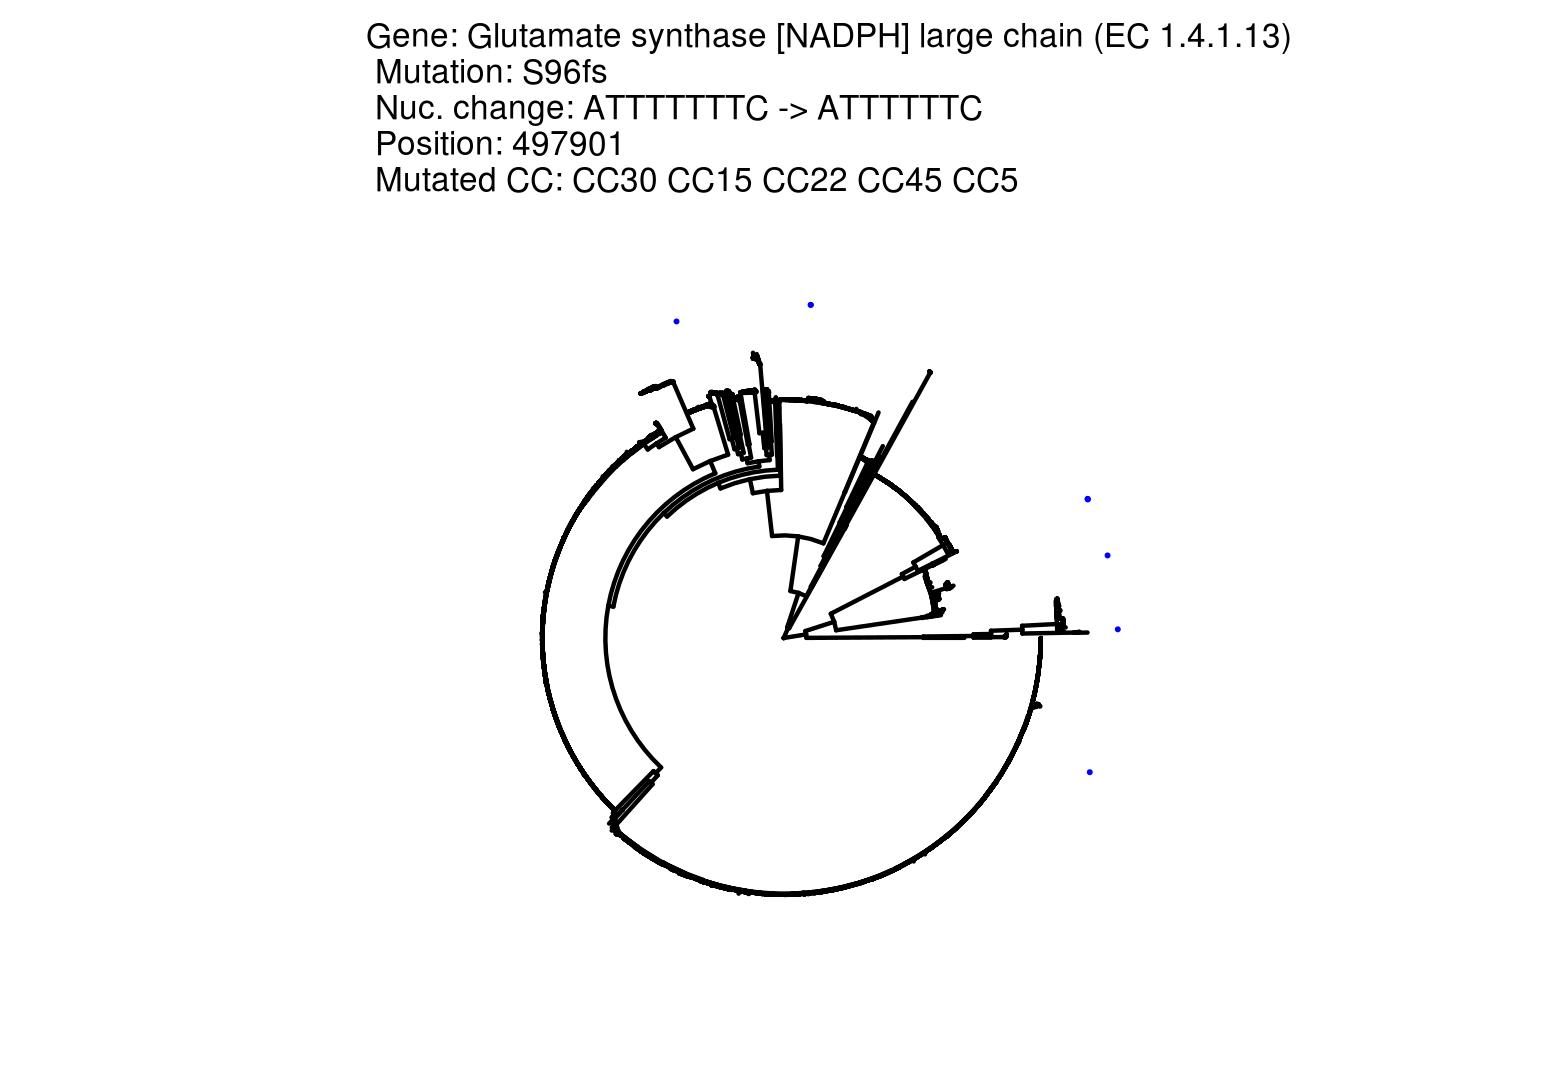 Gene: Glutamate synthase [NADPH] large chain (EC 1.4.1.13)
Mutation: S96fs
Nuc. change: ATTTTTTTC -> ATTTTTTC
Position: 497901
Mutated CC: CC30 CC15 CC22 CC45 CC5